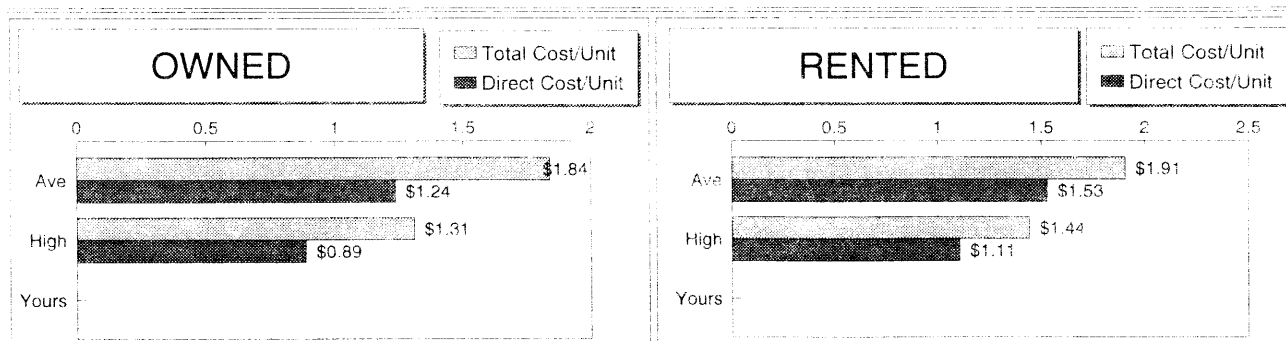 OWNED
Total Cost/Unit
Direct Cost/Unit
0 0.5 1 1.5 2
Ave
$1.84
$1.24
High
$1.31
$0.89
Yours
RENTED
Total Cost/Unit
Direct Cost/Unit
0 0.5 1 1.5 2 2.5
Ave
$1.91
$1.53
High
$1.44
$1.11
Yours